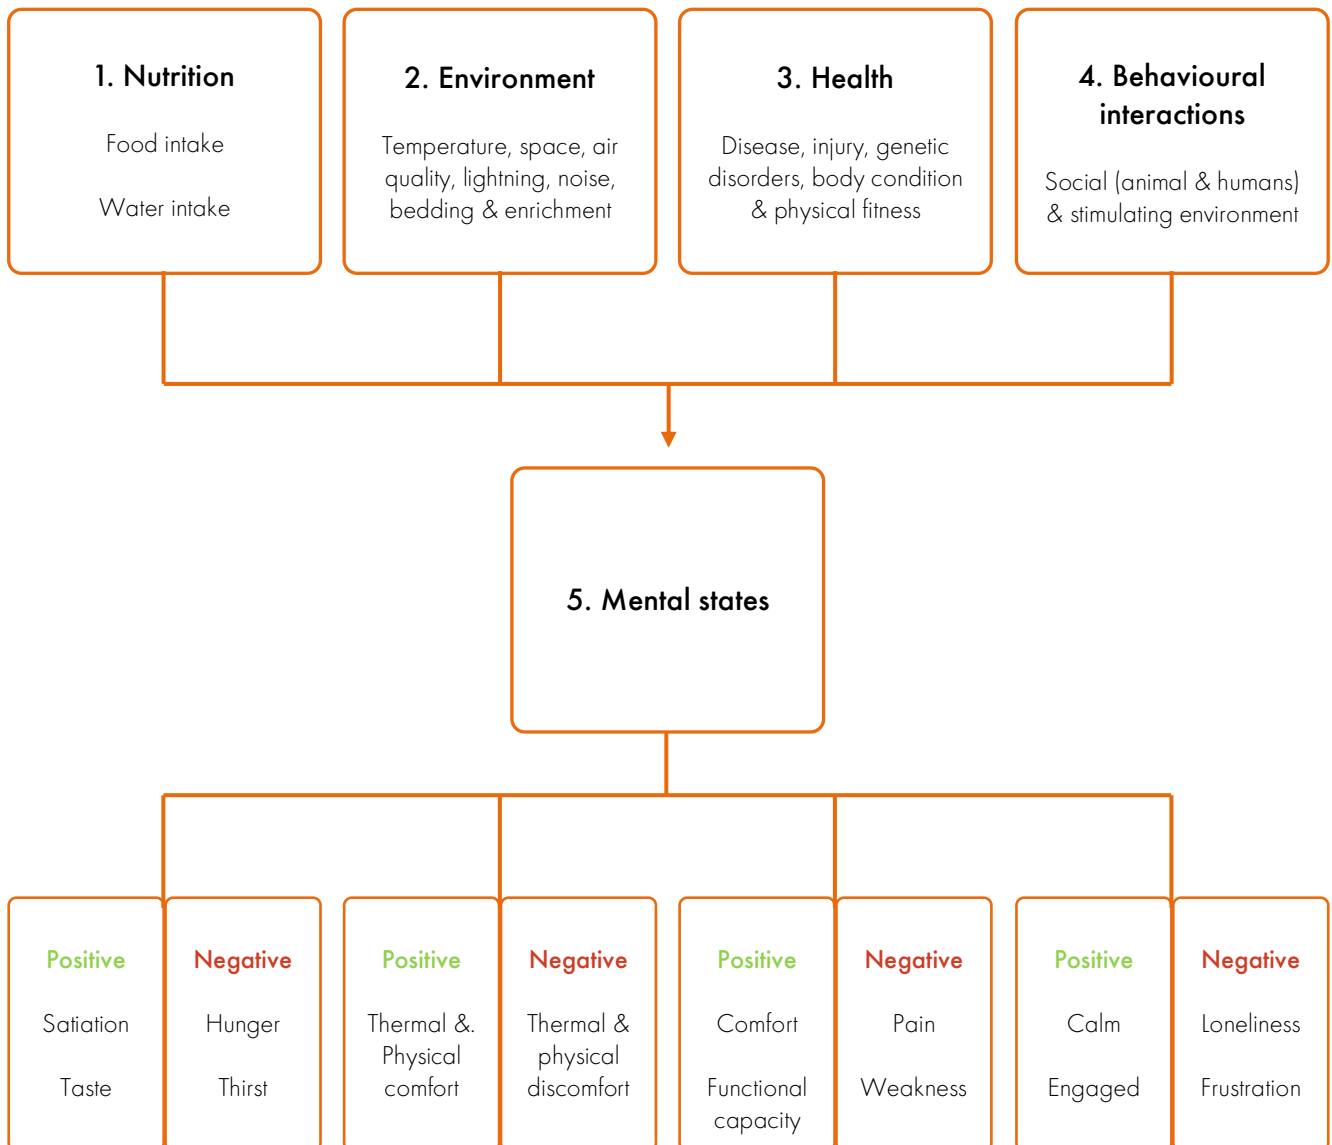 1. Nutrition
Food intake
Water intake
2. Environment
Temperature, space, air
quality, lightning, noise,
bedding & enrichment
3. Health
Disease, injury, genetic
disorders, body condition
& physical fitness
4. Behavioural
interactions
Social (animal & humans)
& stimulating environment
5. Mental states
Positive
Satiation
Taste
Negative
Hunger
Thirst
Positive
Thermal &.
Physical
comfort
Negative
Thermal &
physical
discomfort
Positive
Comfort
Functional
capacity
Negative
Pain
Weakness
Positive
Calm
Engaged
Negative
Loneliness
Frustration